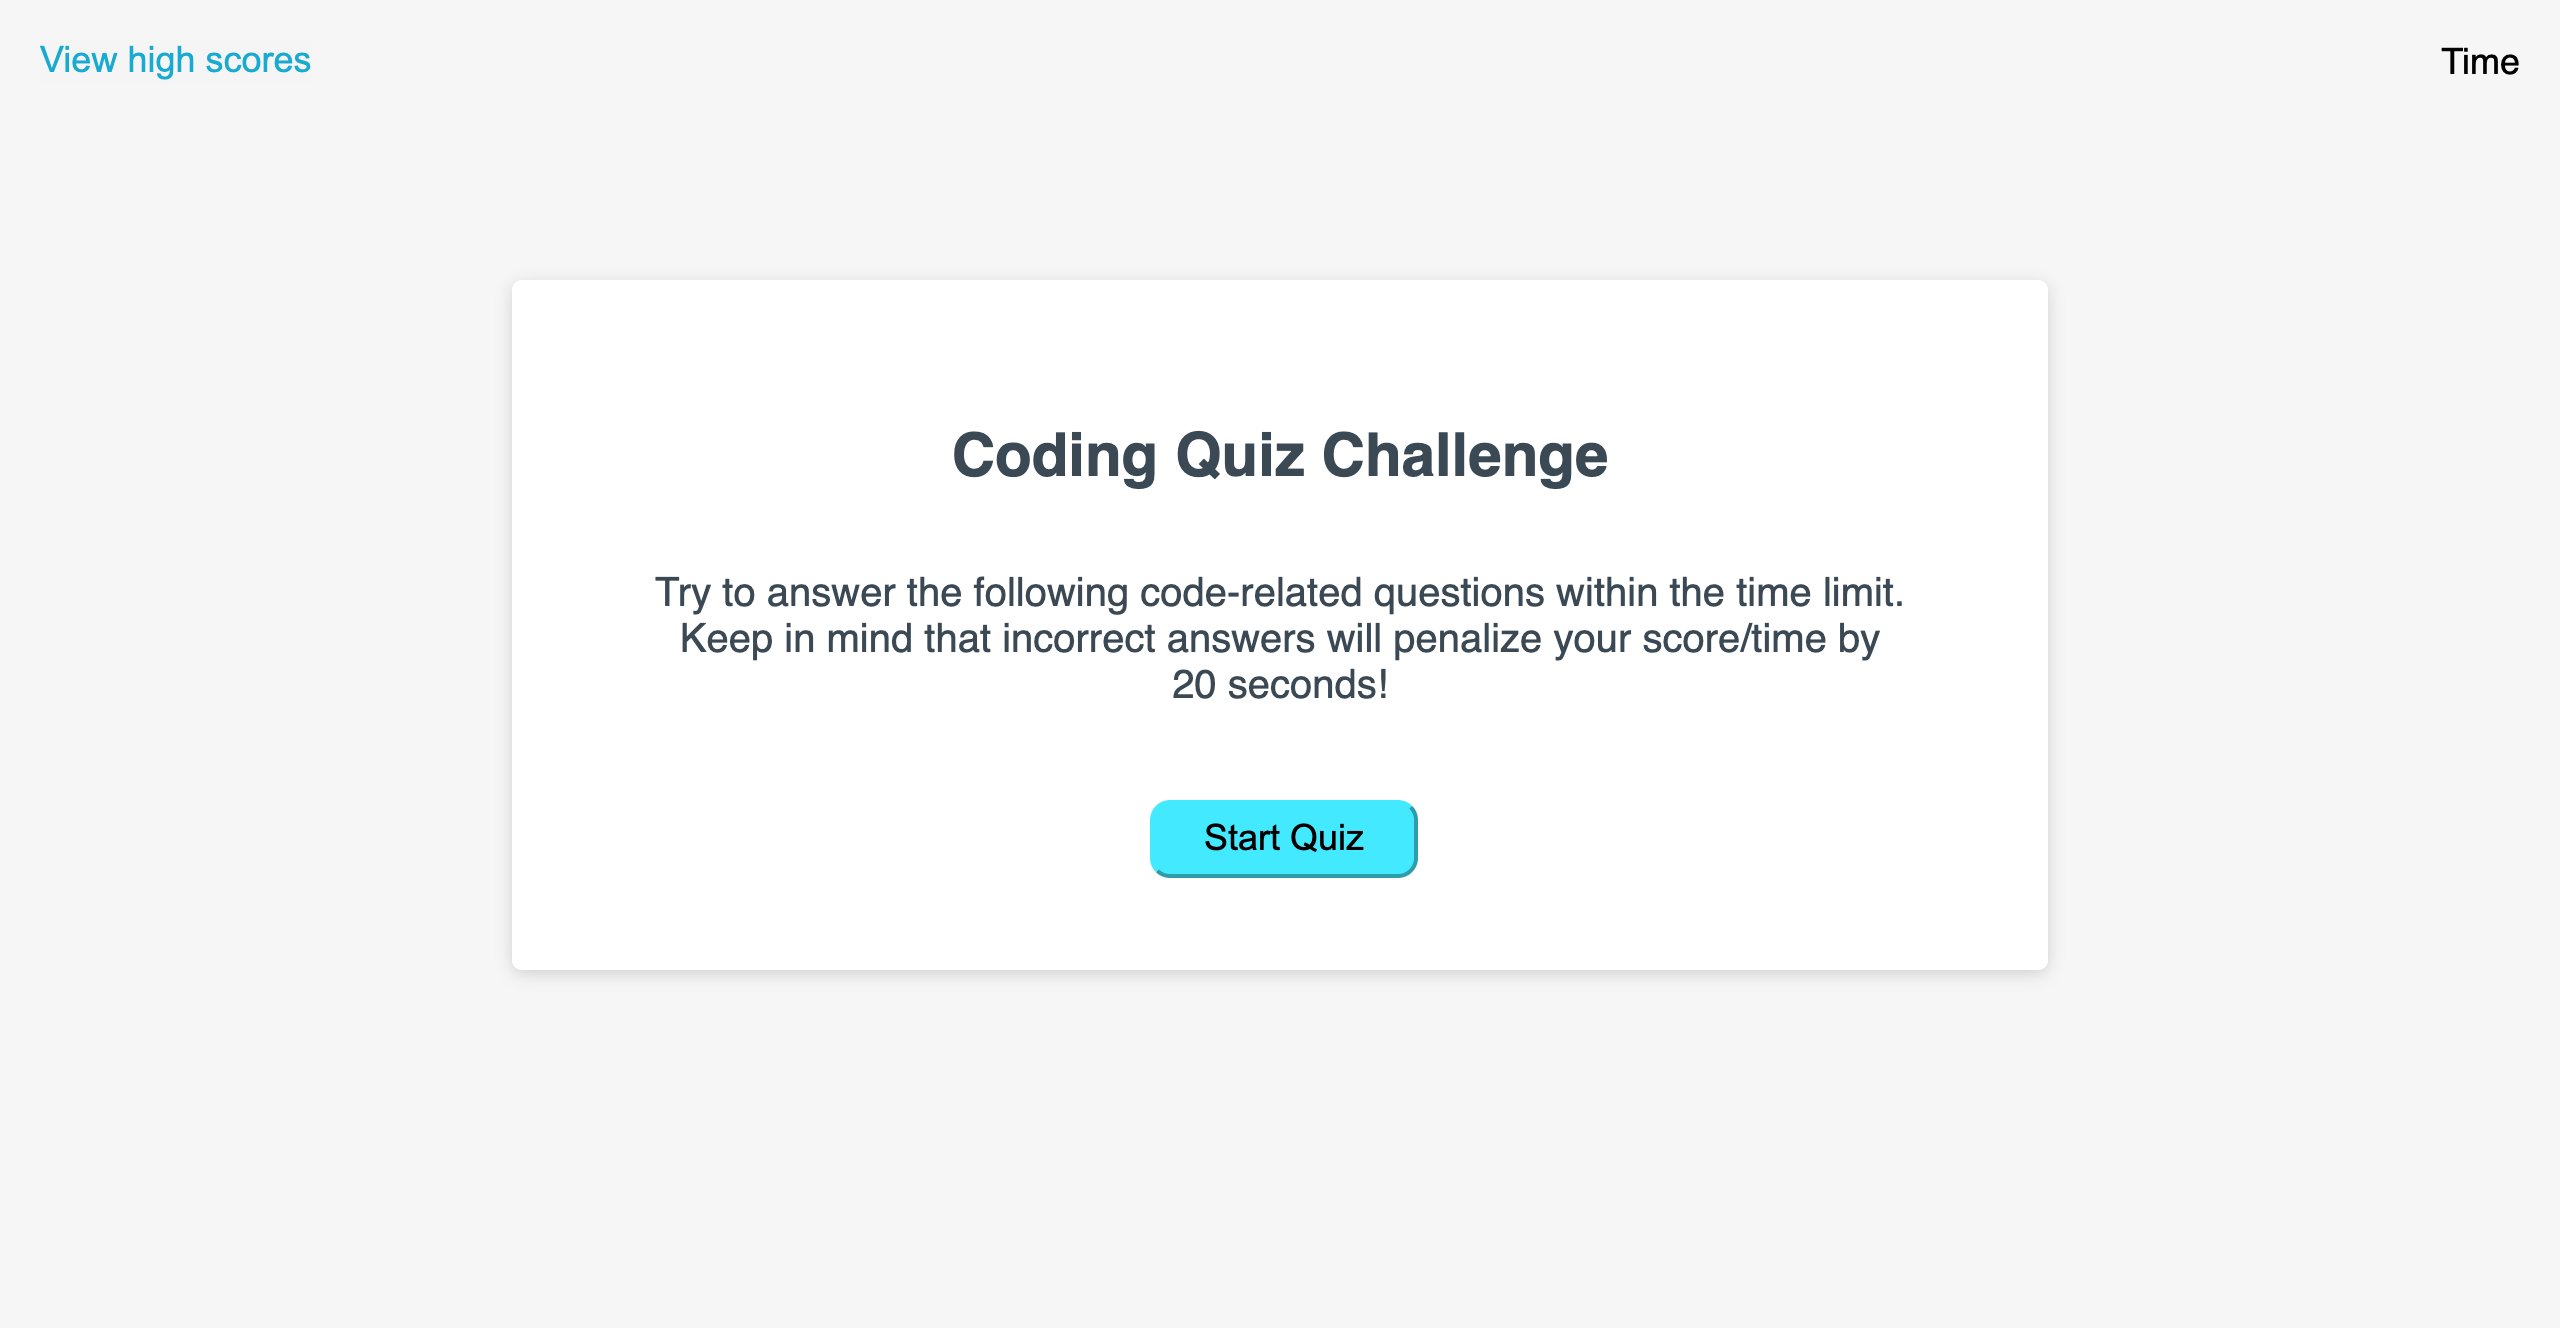 View high scores
Time
Coding Quiz Challenge
Try to answer the following code-related questions within the time limit.
Keep in mind that incorrect answers will penalize your score/time by
20 seconds!
Start Quiz